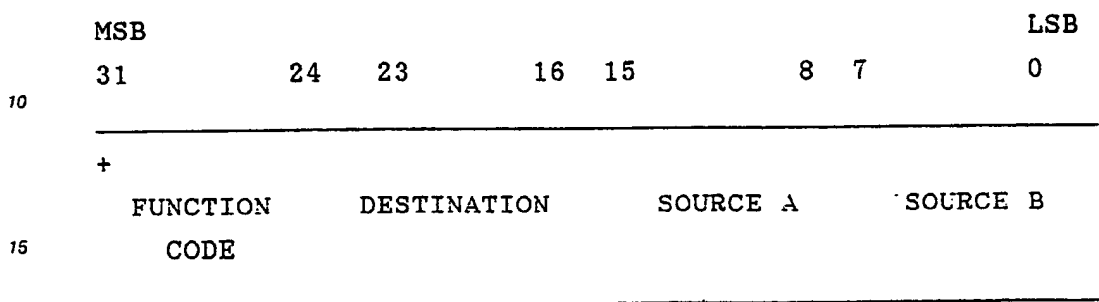 MSB LSB
31 24 23 16 15 8 7 0
10
+
FUNCTION DESTINATION SOURCE A SOURCE B
15 CODE